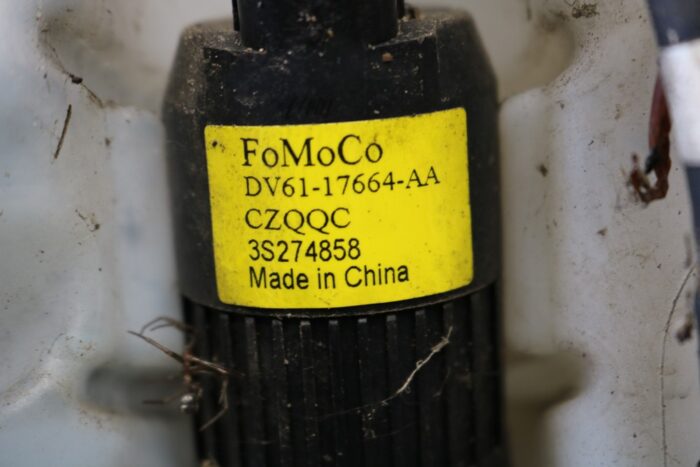 FoMoCo
DV61-17664-AA
CZQQC
3S274858
Made in China